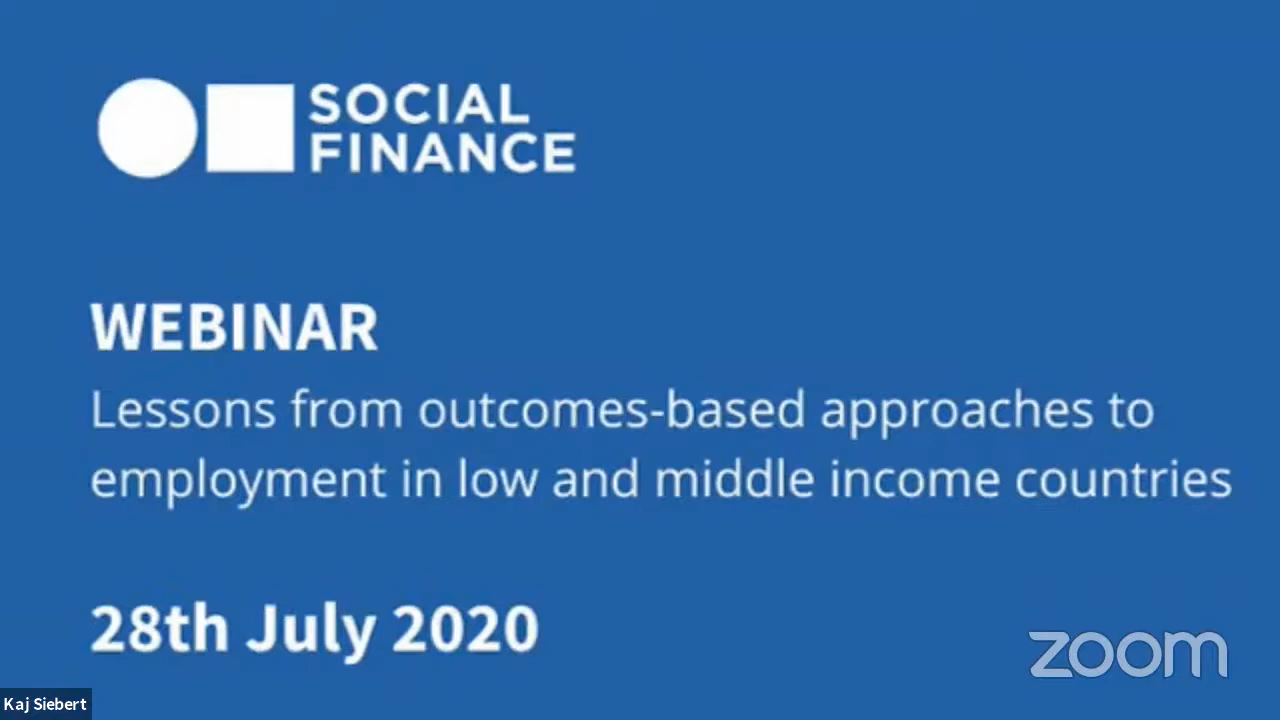 SOCIAL
FINANCE
WEBINAR
Lessons from outcomes-based approaches to
employment in low and middle income countries
28th July 2020
zoom
Kaj Siebert